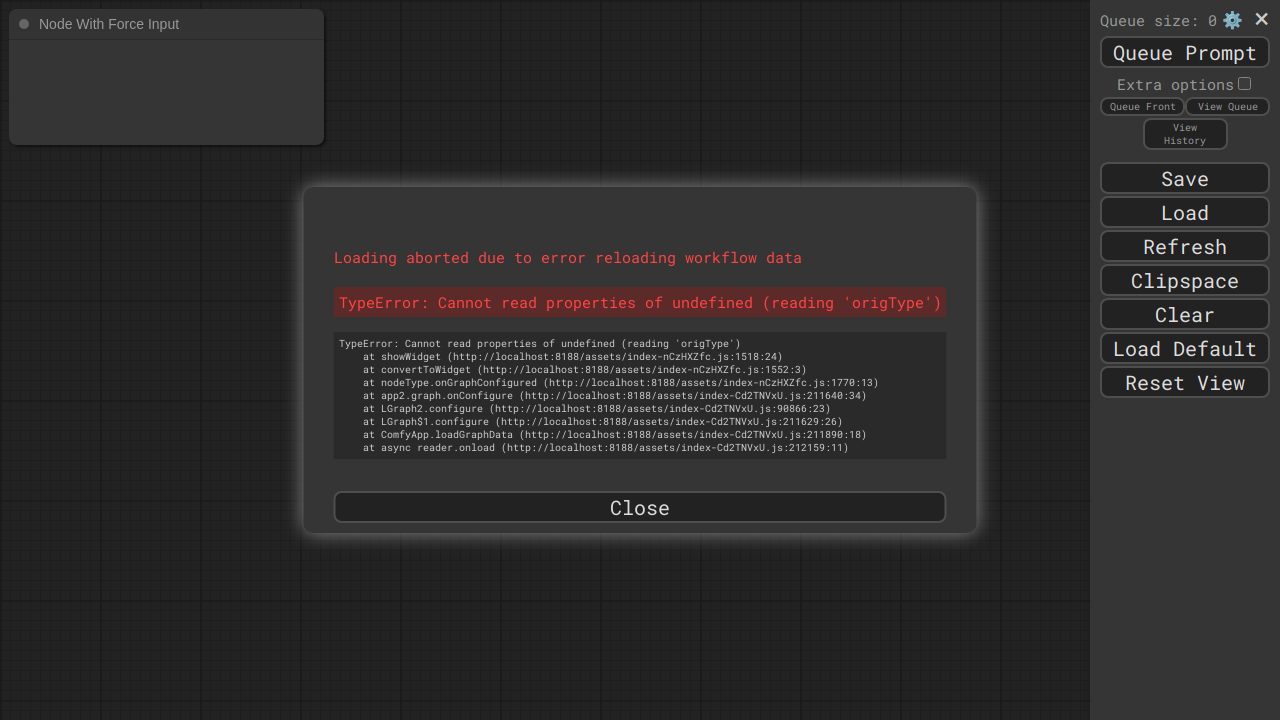 Node With Force Input
Queue size: 0⚙️ ✕
Queue Prompt
Extra options
Queue Front View Queue
View
History
Save
Load
Refresh
Clipspace
Clear
Load Default
Reset View
Loading aborted due to error reloading workflow data
TypeError: Cannot read properties of undefined (reading 'origType')
TypeError: Cannot read properties of undefined (reading 'origType')
    at showWidget (http://localhost:8188/assets/index-nCzHXZfc.js:1518:24)
    at convertToWidget (http://localhost:8188/assets/index-nCzHXZfc.js:1552:3)
    at nodeType.onGraphConfigured (http://localhost:8188/assets/index-nCzHXZfc.js:1770:13)
    at app2.graph.onConfigure (http://localhost:8188/assets/index-Cd2TNVxU.js:211640:34)
    at LGraph2.configure (http://localhost:8188/assets/index-Cd2TNVxU.js:90866:23)
    at LGraph$1.configure (http://localhost:8188/assets/index-Cd2TNVxU.js:211629:26)
    at ComfyApp.loadGraphData (http://localhost:8188/assets/index-Cd2TNVxU.js:211890:18)
    at async reader.onload (http://localhost:8188/assets/index-Cd2TNVxU.js:212159:11)
Close